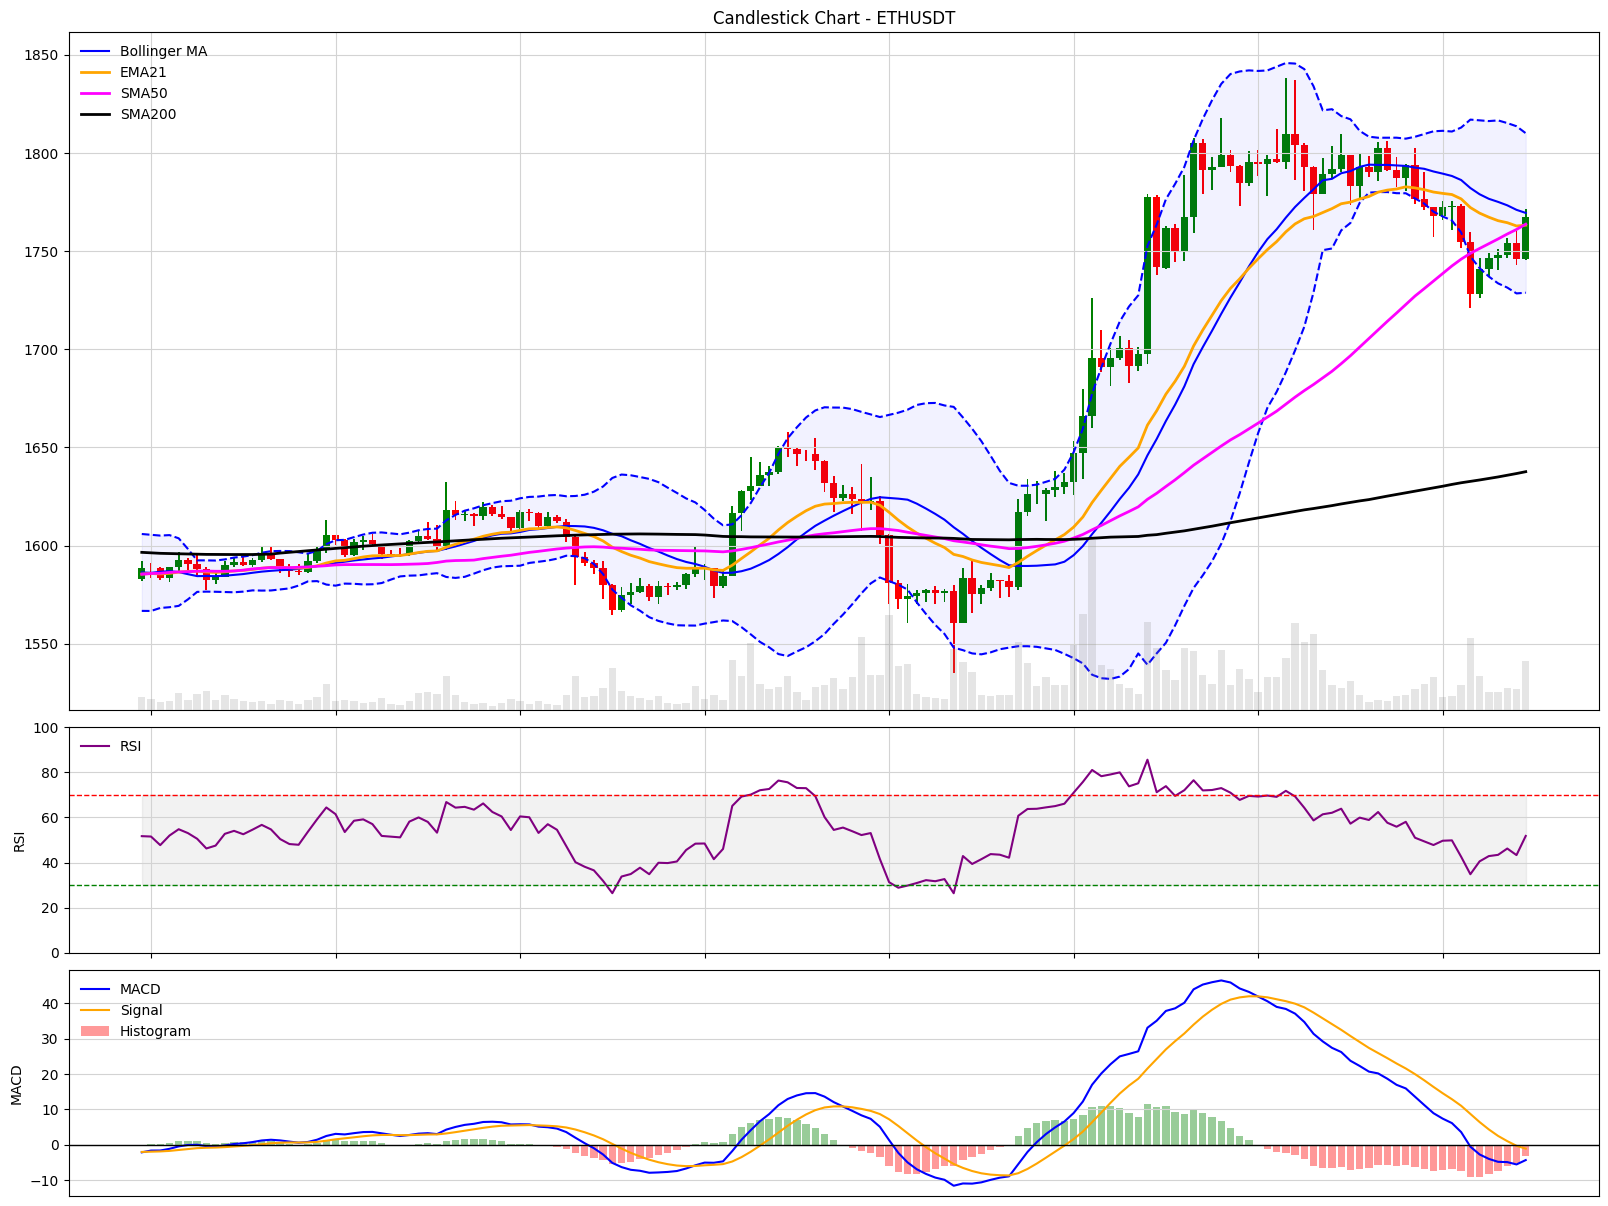 Candlestick Chart - ETHUSDT
Bollinger MA
EMA21
SMA50
SMA200
1850
1800
1750
1700
1650
1600
1550
RSI
RSI
100
80
60
40
20
0
MACD
Signal
Histogram
MACD
40
30
20
10
0
−10